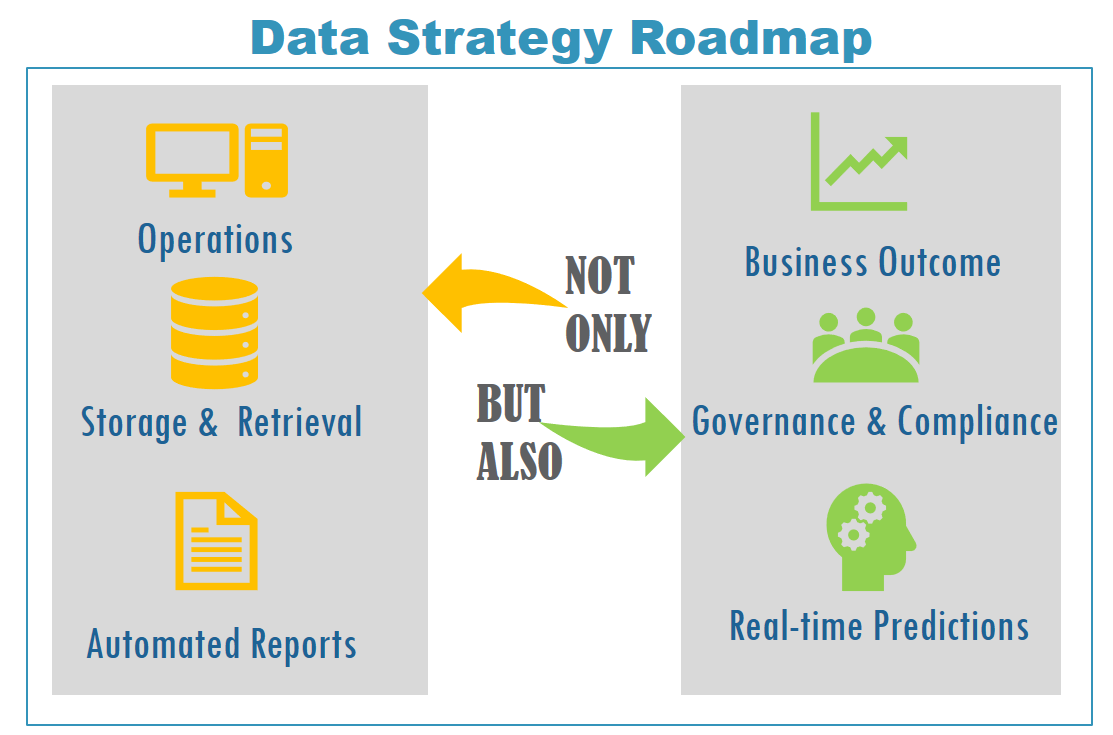 Data Strategy Roadmap
Operations
Storage & Retrieval
Automated Reports
NOT
ONLY
BUT
ALSO
Business Outcome
Governance & Compliance
Real-time Predictions